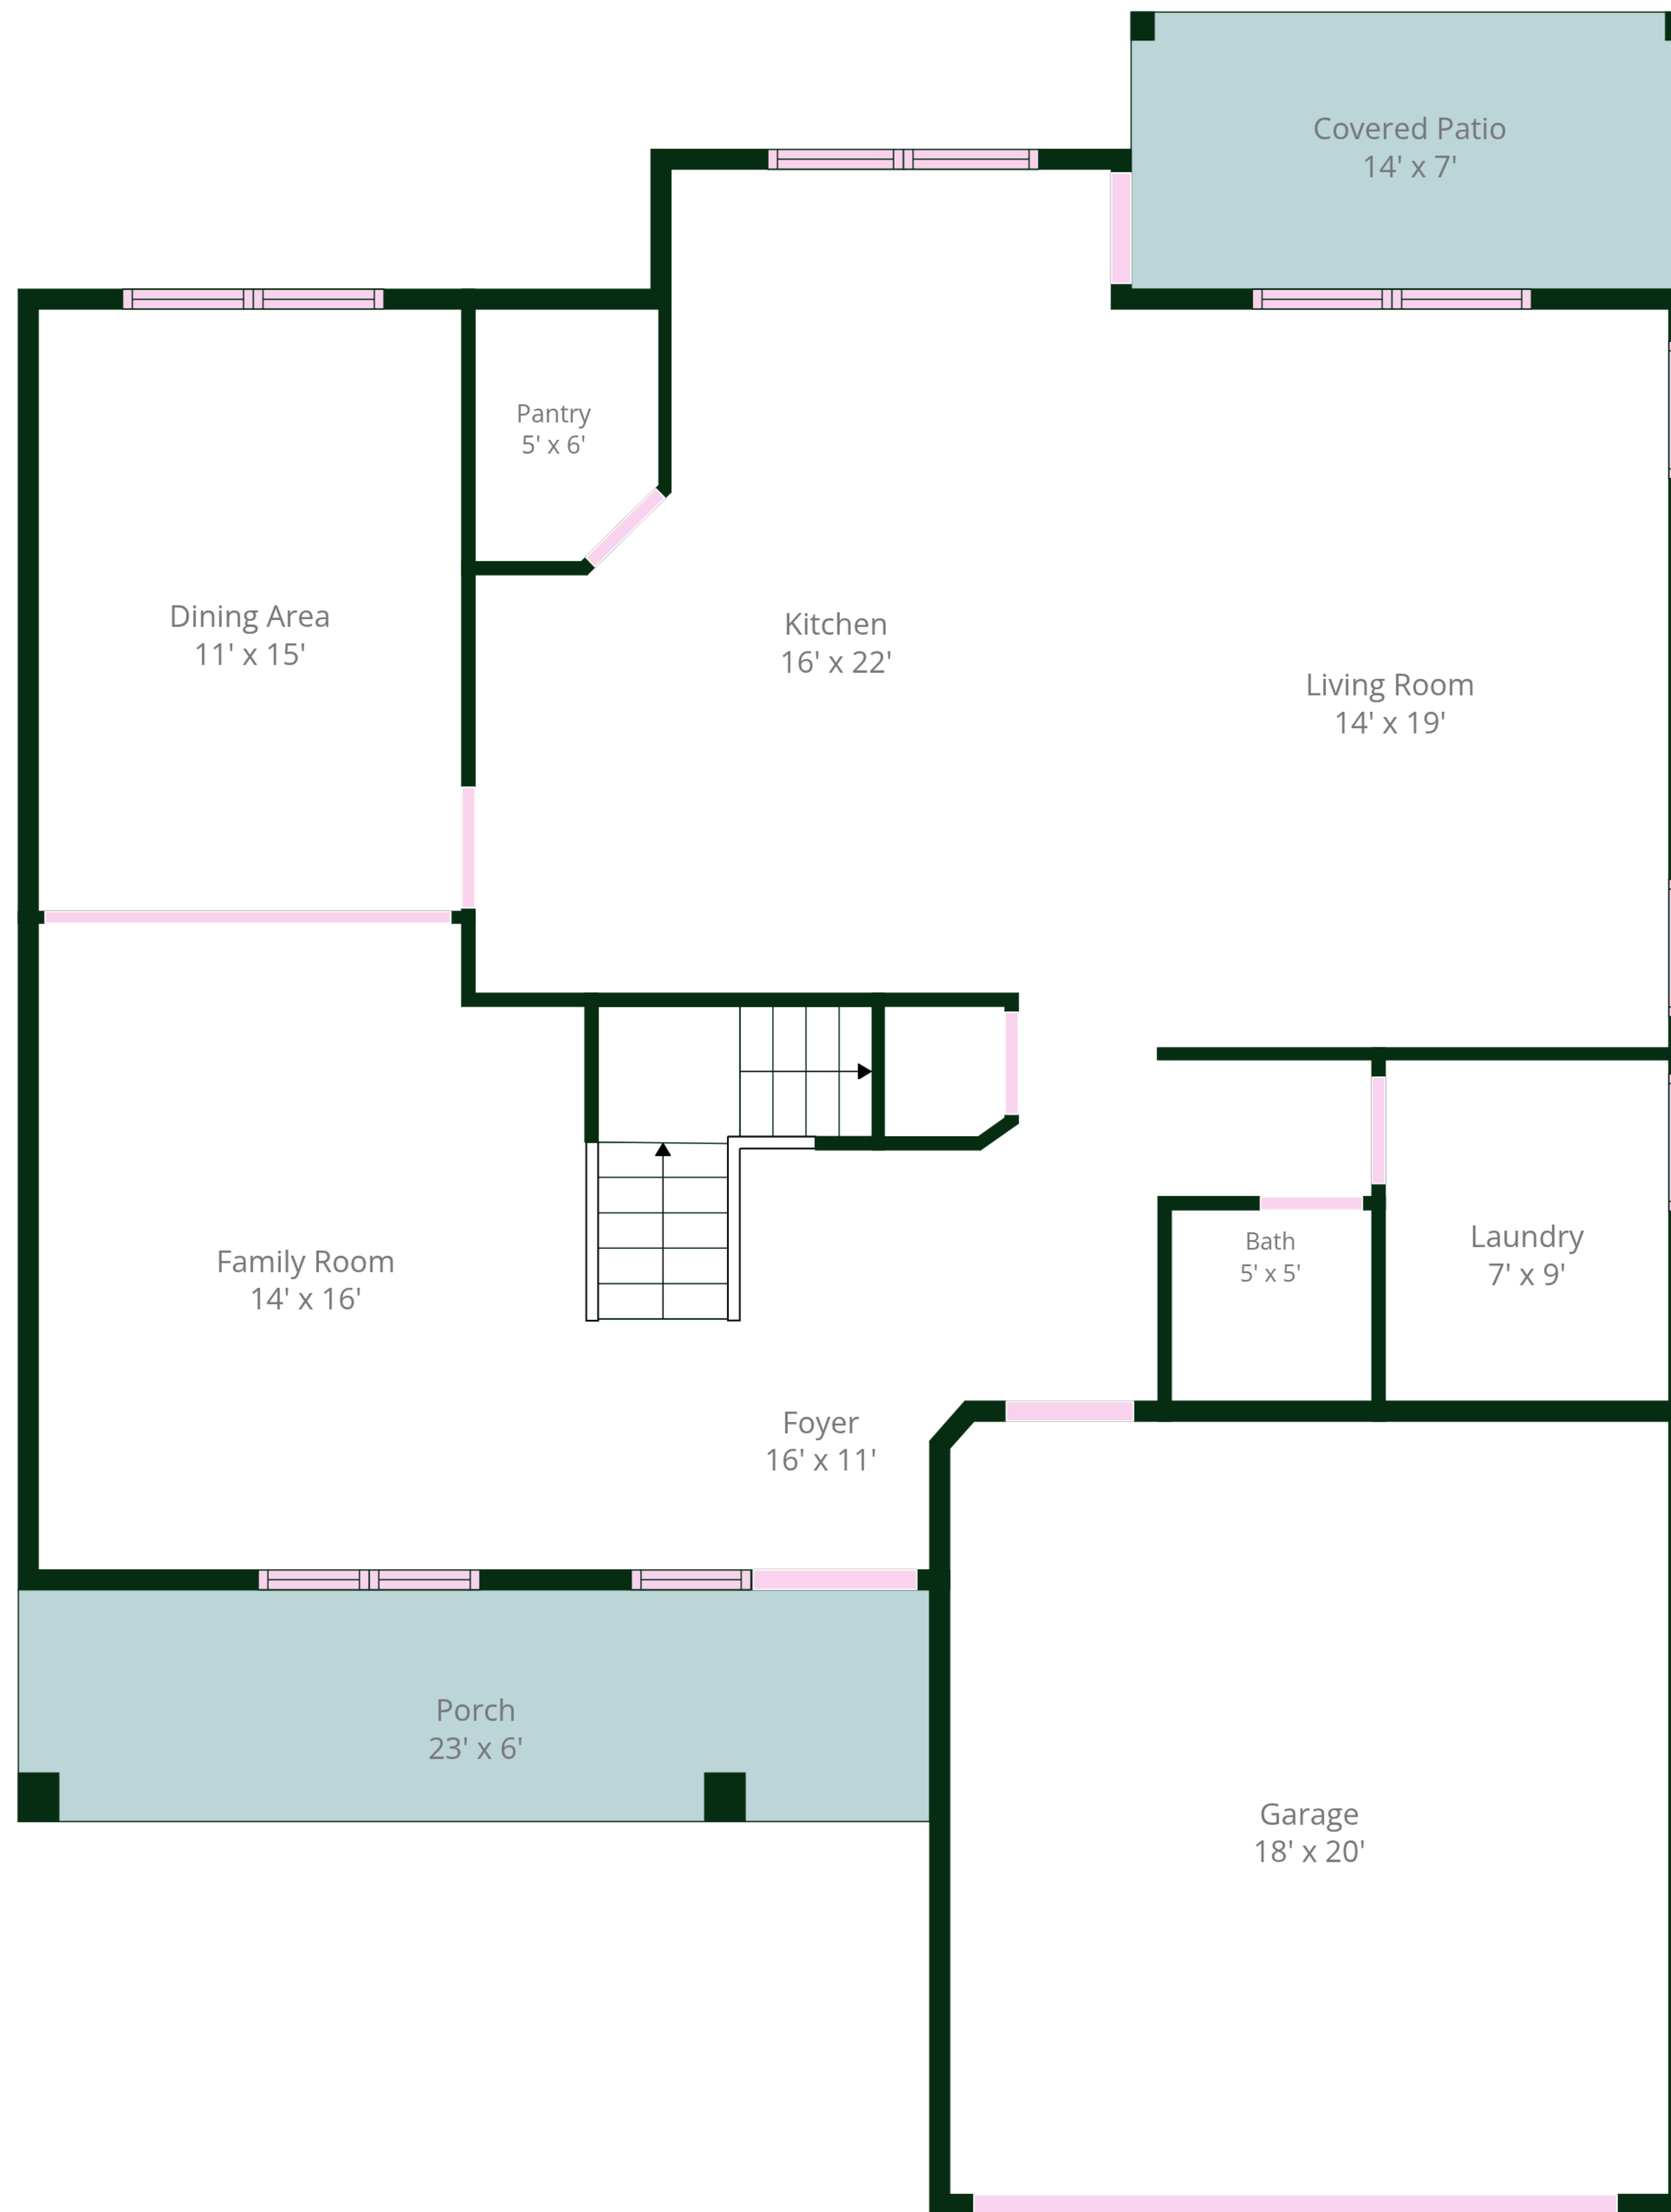 Covered Patio
14' x 7'
Pantry
5' x 6'
Dining Area
11' x 15'
Kitchen
16' x 22'
Living Room
14' x 19'
Family Room
14' x 16'
Bath
5' x 5'
Laundry
7' x 9'
Foyer
16' x 11'
Porch
23' x 6'
Garage
18' x 20'